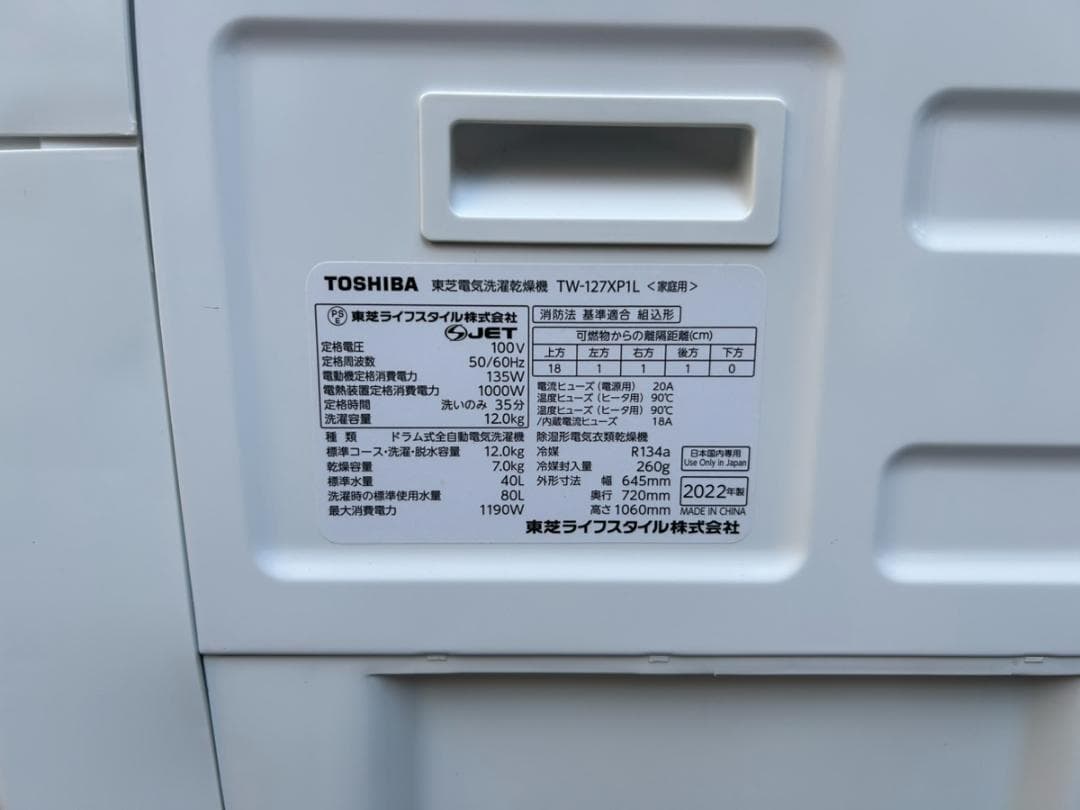 TOSHIBA 東芝電気洗濯乾燥機 TW-127XP1L <家庭用>
PSE 東芝ライフスタイル株式会社
JET
定格電圧 100V
定格周波数 50/60Hz
電動機定格消費電力 135W
電熱装置定格消費電力 1000W
定格時間 洗いのみ 35分
洗濯容量 12.0kg
種類 ドラム式全自動電気洗濯機
標準コース・洗濯・脱水容量 12.0kg
乾燥容量 7.0kg
標準水量 40L
洗濯時の標準使用水量 80L
最大消費電力 1190W
消防法 基準適合 組込形
可燃物からの離隔距離(cm)
上方 左方 右方 後方 下方
18 1 1 1 0
電流ヒューズ(電源用) 20A
温度ヒューズ(ヒータ用) 90℃
温度ヒューズ(ヒータ用) 90℃
/内蔵電流ヒューズ 18A
除湿形電気衣類乾燥機
冷媒 R134a
冷媒封入量 260g
外形寸法 幅 645mm
奥行 720mm
高さ 1060mm
日本国内専用
Use Only in Japan
2022年製
MADE IN CHINA
東芝ライフスタイル株式会社